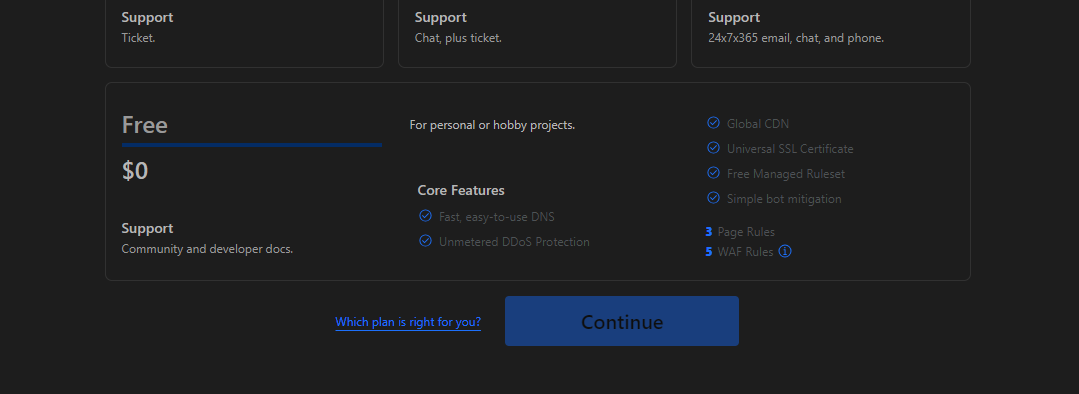 Support
Ticket.
Support
Chat, plus ticket.
Support
24x7x365 email, chat, and phone.
Free
$0
Support
Community and developer docs.
For personal or hobby projects.
Core Features
Fast, easy-to-use DNS
Unmetered DDoS Protection
Global CDN
Universal SSL Certificate
Free Managed Ruleset
Simple bot mitigation
3 Page Rules
5 WAF Rules
Which plan is right for you?
Continue